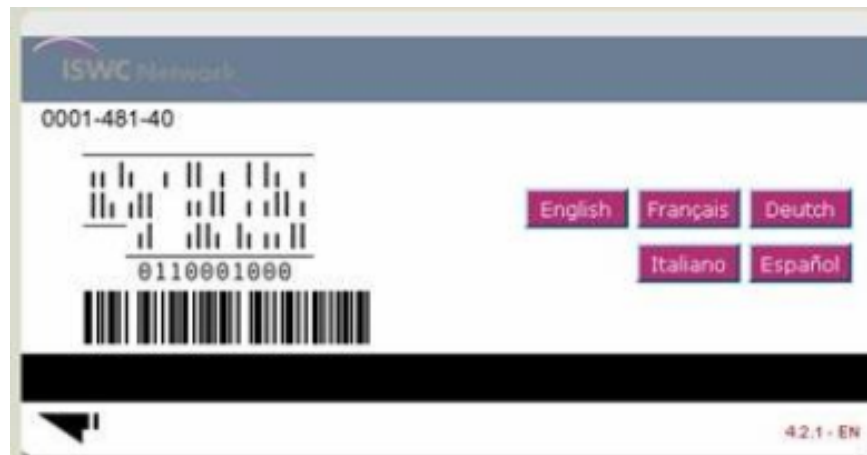 ISWC Network
0001-481-40
English Français Deutch
Italiano Español
0110001000
4.2.1 - EN